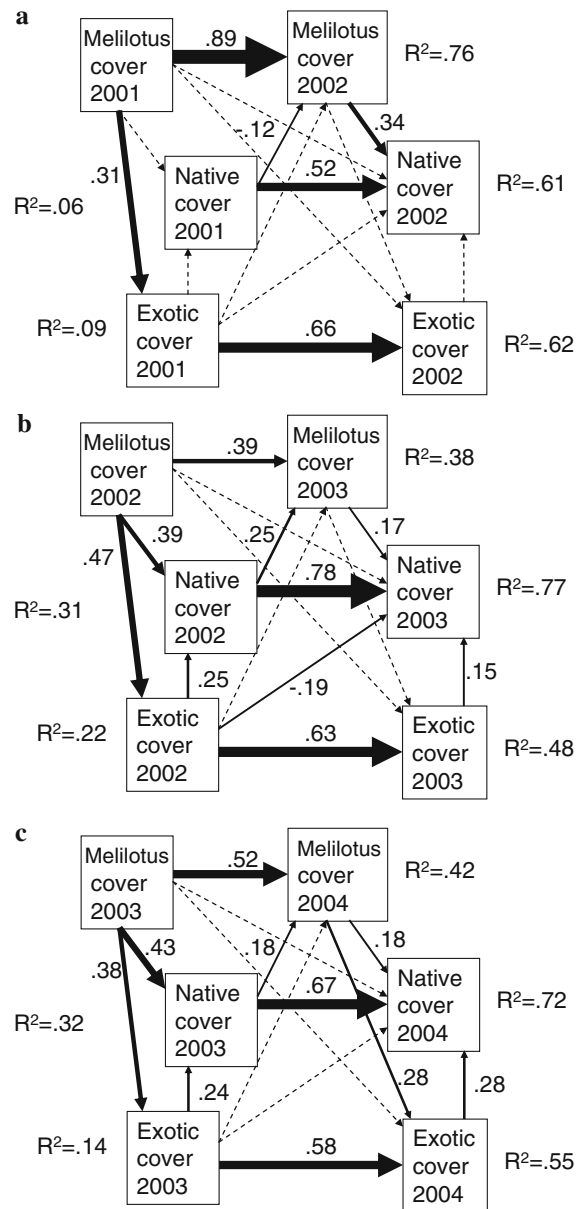 a
Melilotus
cover
2001
.89
Melilotus
cover
2002
R²=.76
-.12
.34
.31
Native
cover
2001
.52
Native
cover
2002
R²=.61
R²=.06
Exotic
cover
2001
R²=.09
.66
Exotic
cover
2002
R²=.62
b
Melilotus
cover
2002
.39
Melilotus
cover
2003
R²=.38
.39
.25
.17
.47
Native
cover
2002
.78
Native
cover
2003
R²=.77
R²=.31
.25
-.19
.15
Exotic
cover
2002
R²=.22
.63
Exotic
cover
2003
R²=.48
c
Melilotus
cover
2003
.52
Melilotus
cover
2004
R²=.42
.43
.18
.18
.38
Native
cover
2003
.67
Native
cover
2004
R²=.72
R²=.32
.24
.28
.28
Exotic
cover
2003
R²=.14
.58
Exotic
cover
2004
R²=.55